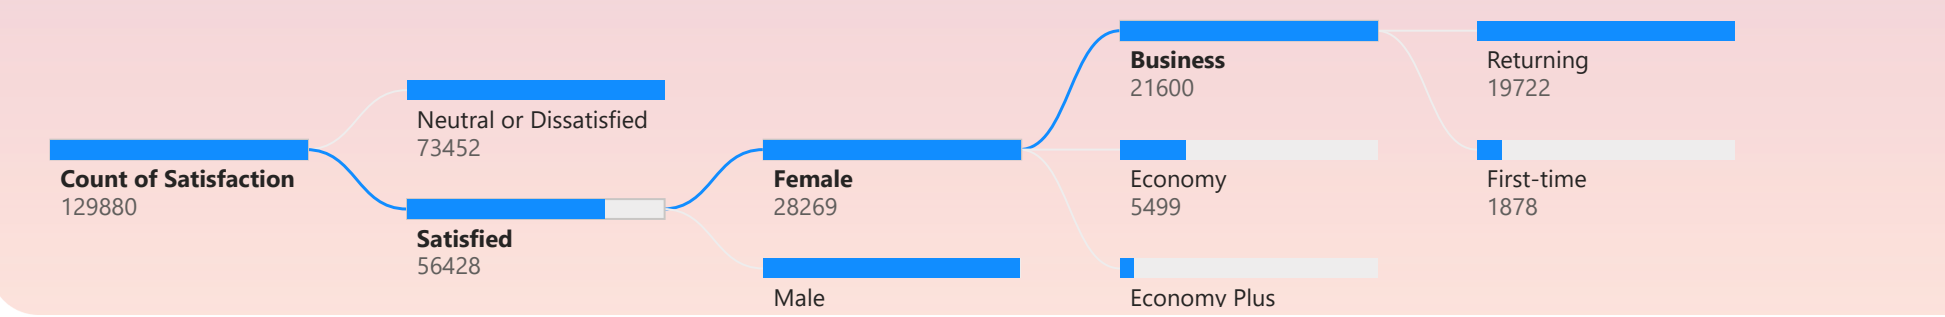 Count of Satisfaction
129880
Neutral or Dissatisfied
73452
Satisfied
56428
Female
28269
Male
Business
21600
Economy
5499
Economy Plus
Returning
19722
First-time
1878